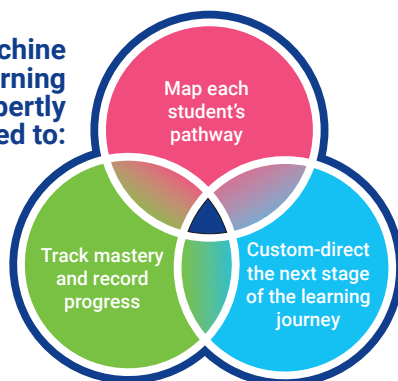 chine
rning
pertly
ed to:
Map each
student's
pathway
Track mastery
and record
progress
Custom-direct
the next stage
of the learning
journey